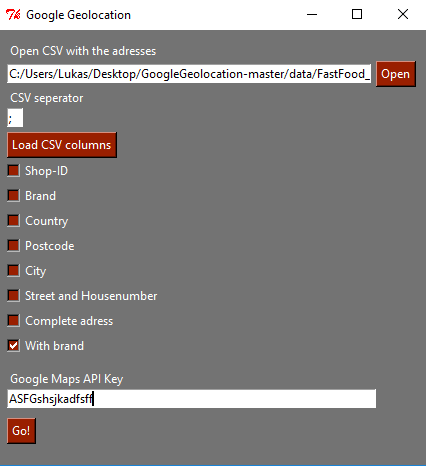 Google Geolocation
Open CSV with the adresses
C:/Users/Lukas/Desktop/GoogleGeolocation-master/data/FastFood_
Open
CSV seperator
;
Load CSV columns
Shop-ID
Brand
Country
Postcode
City
Street and Housenumber
Complete adress
With brand
Google Maps API Key
ASFGshsjkadfsff
Go!